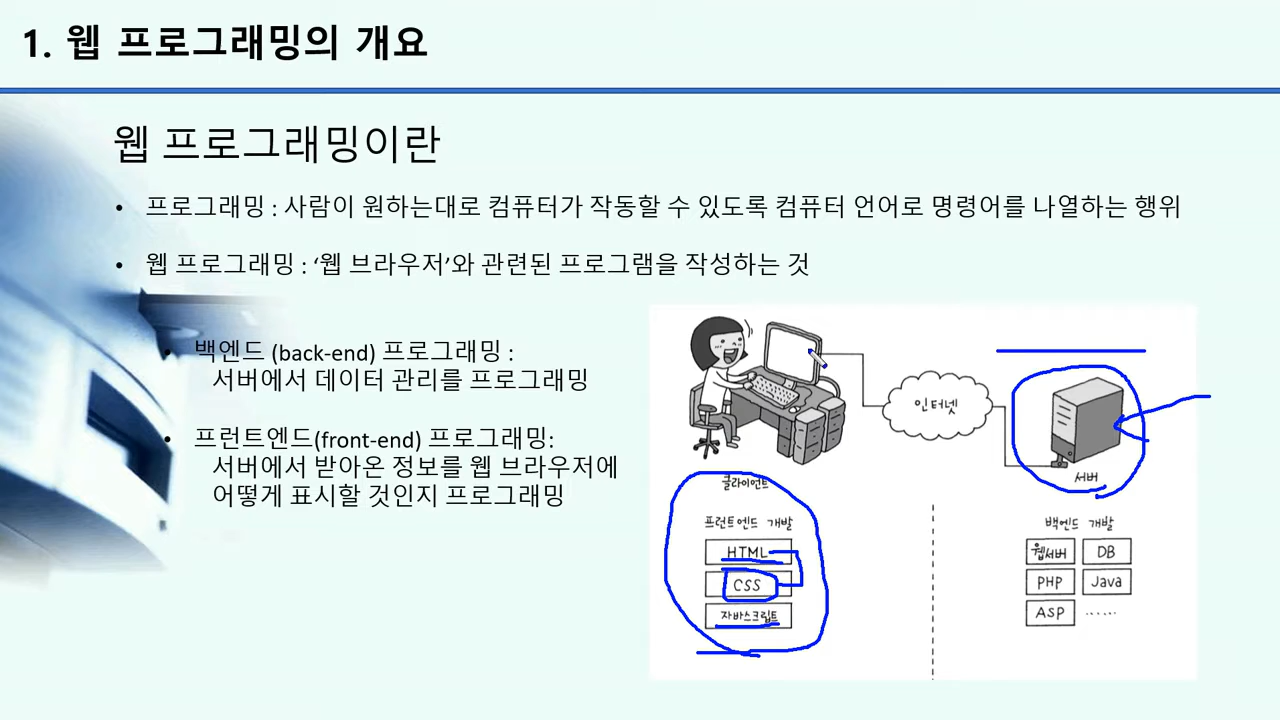 1. 웹 프로그래밍의 개요
웹 프로그래밍이란
• 프로그래밍 : 사람이 원하는대로 컴퓨터가 작동할 수 있도록 컴퓨터 언어로 명령어를 나열하는 행위
• 웹 프로그래밍 : ‘웹 브라우저’와 관련된 프로그램을 작성하는 것
• 백엔드 (back-end) 프로그래밍 :
서버에서 데이터 관리를 프로그래밍
• 프런트엔드(front-end) 프로그래밍:
서버에서 받아온 정보를 웹 브라우저에
어떻게 표시할 것인지 프로그래밍
인터넷
클라이언트
서버
프런트엔드 개발
HTML
CSS
자바스크립트
백엔드 개발
웹서버 DB
PHP Java
ASP ......